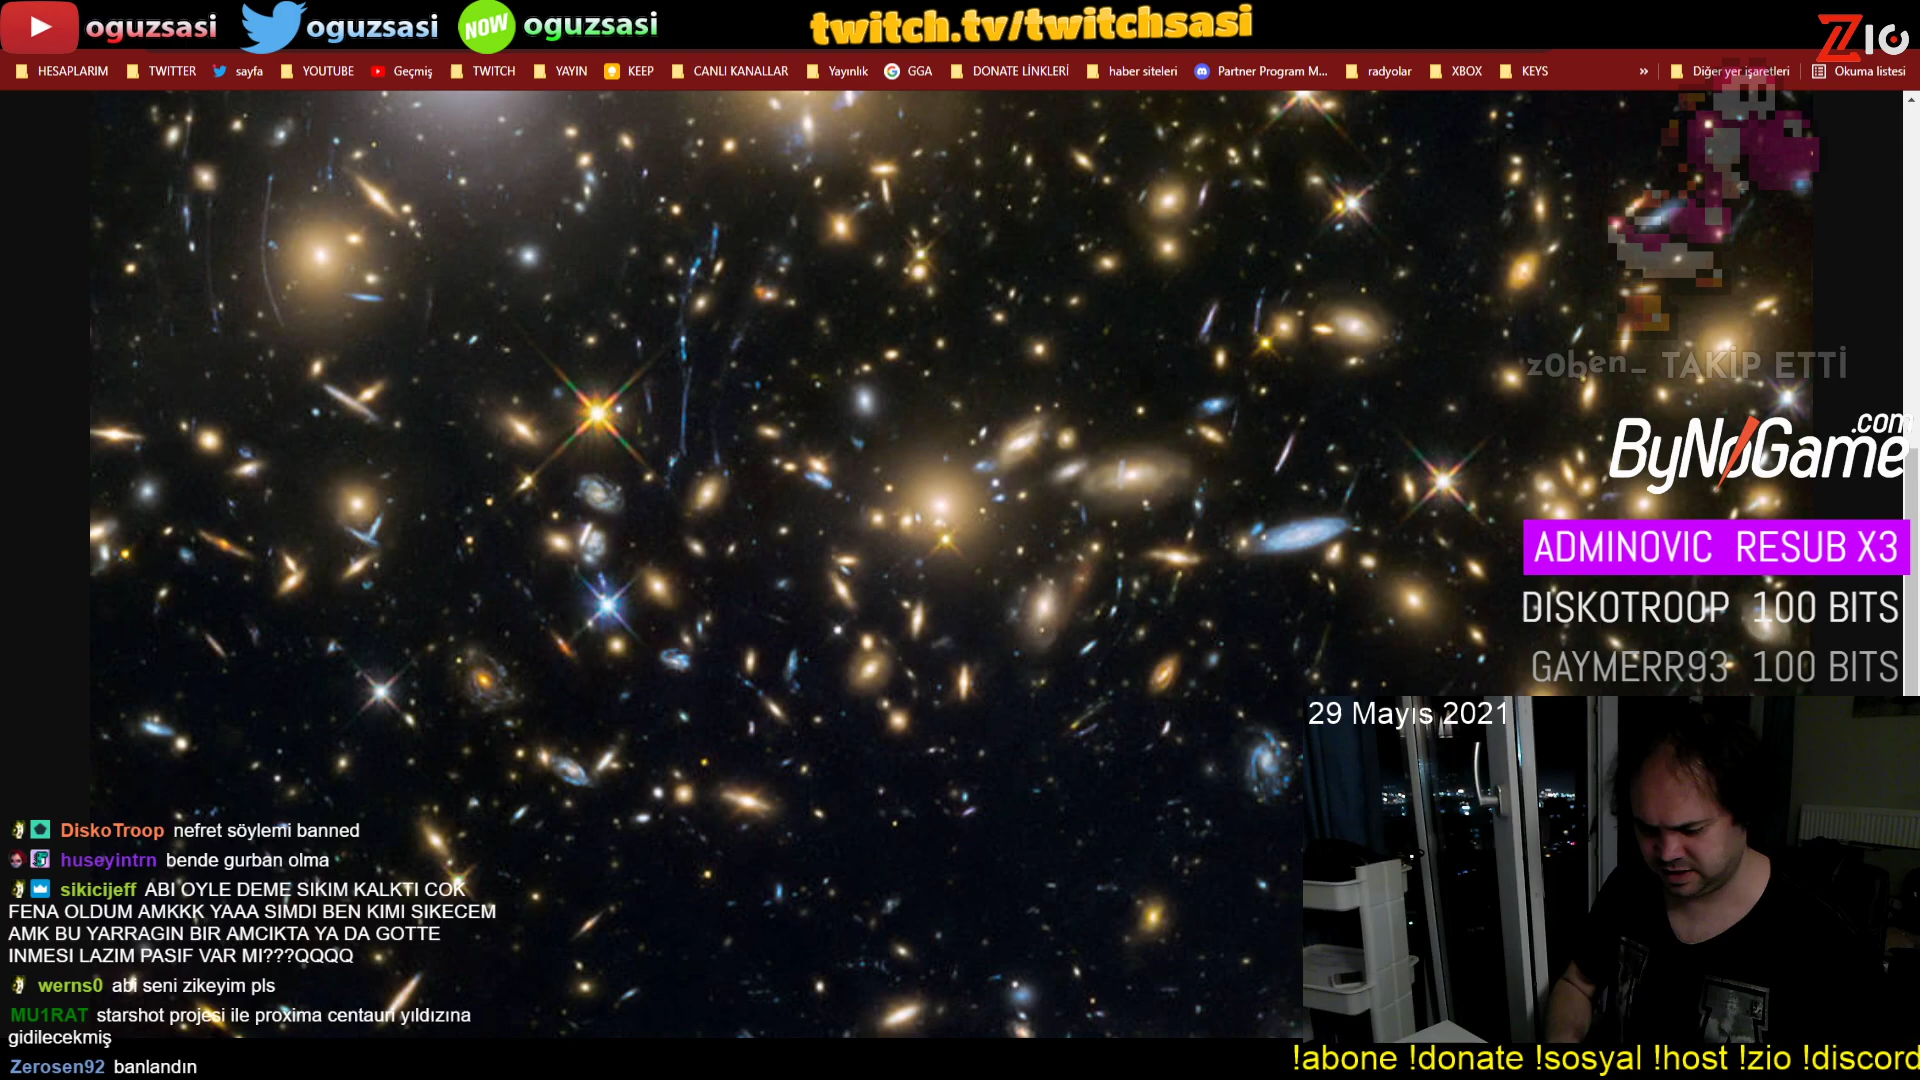 oguzsasi
oguzsasi
NOW oguzsasi
twitch.tv/twitchsasi
ZIO
HESAPLARIM TWITTER sayfa YOUTUBE Geçmiş TWITCH YAYIN KEEP CANLI KANALLAR Yayınlık GGA DONATE LİNKLERİ haber siteleri Partner Program M... radyolar XBOX KEYS » Diğer yer işaretleri Okuma listesi
z0ben_ TAKİP ETTİ
ByNoGame.com
ADMINOVIC RESUB X3
DISKOTROOP 100 BITS
GAYMERR93 100 BITS
29 Mayıs 2021
DiskoTroop nefret söylemi banned
huseyintrn bende gurban olma
sikicijeff ABI OYLE DEME SIKIM KALKTI COK
FENA OLDUM AMKKK YAAA SIMDI BEN KIMI SIKECEM
AMK BU YARRAGIN BIR AMCIKTA YA DA GOTTE
INMESI LAZIM PASIF VAR MI???QQQQ
werns0 abi seni zikeyim pls
MU1RAT starshot projesi ile proxima centauri yıldızına
gidilecekmiş
Zerosen92 banlandın
!abone !donate !sosyal !host !zio !discord